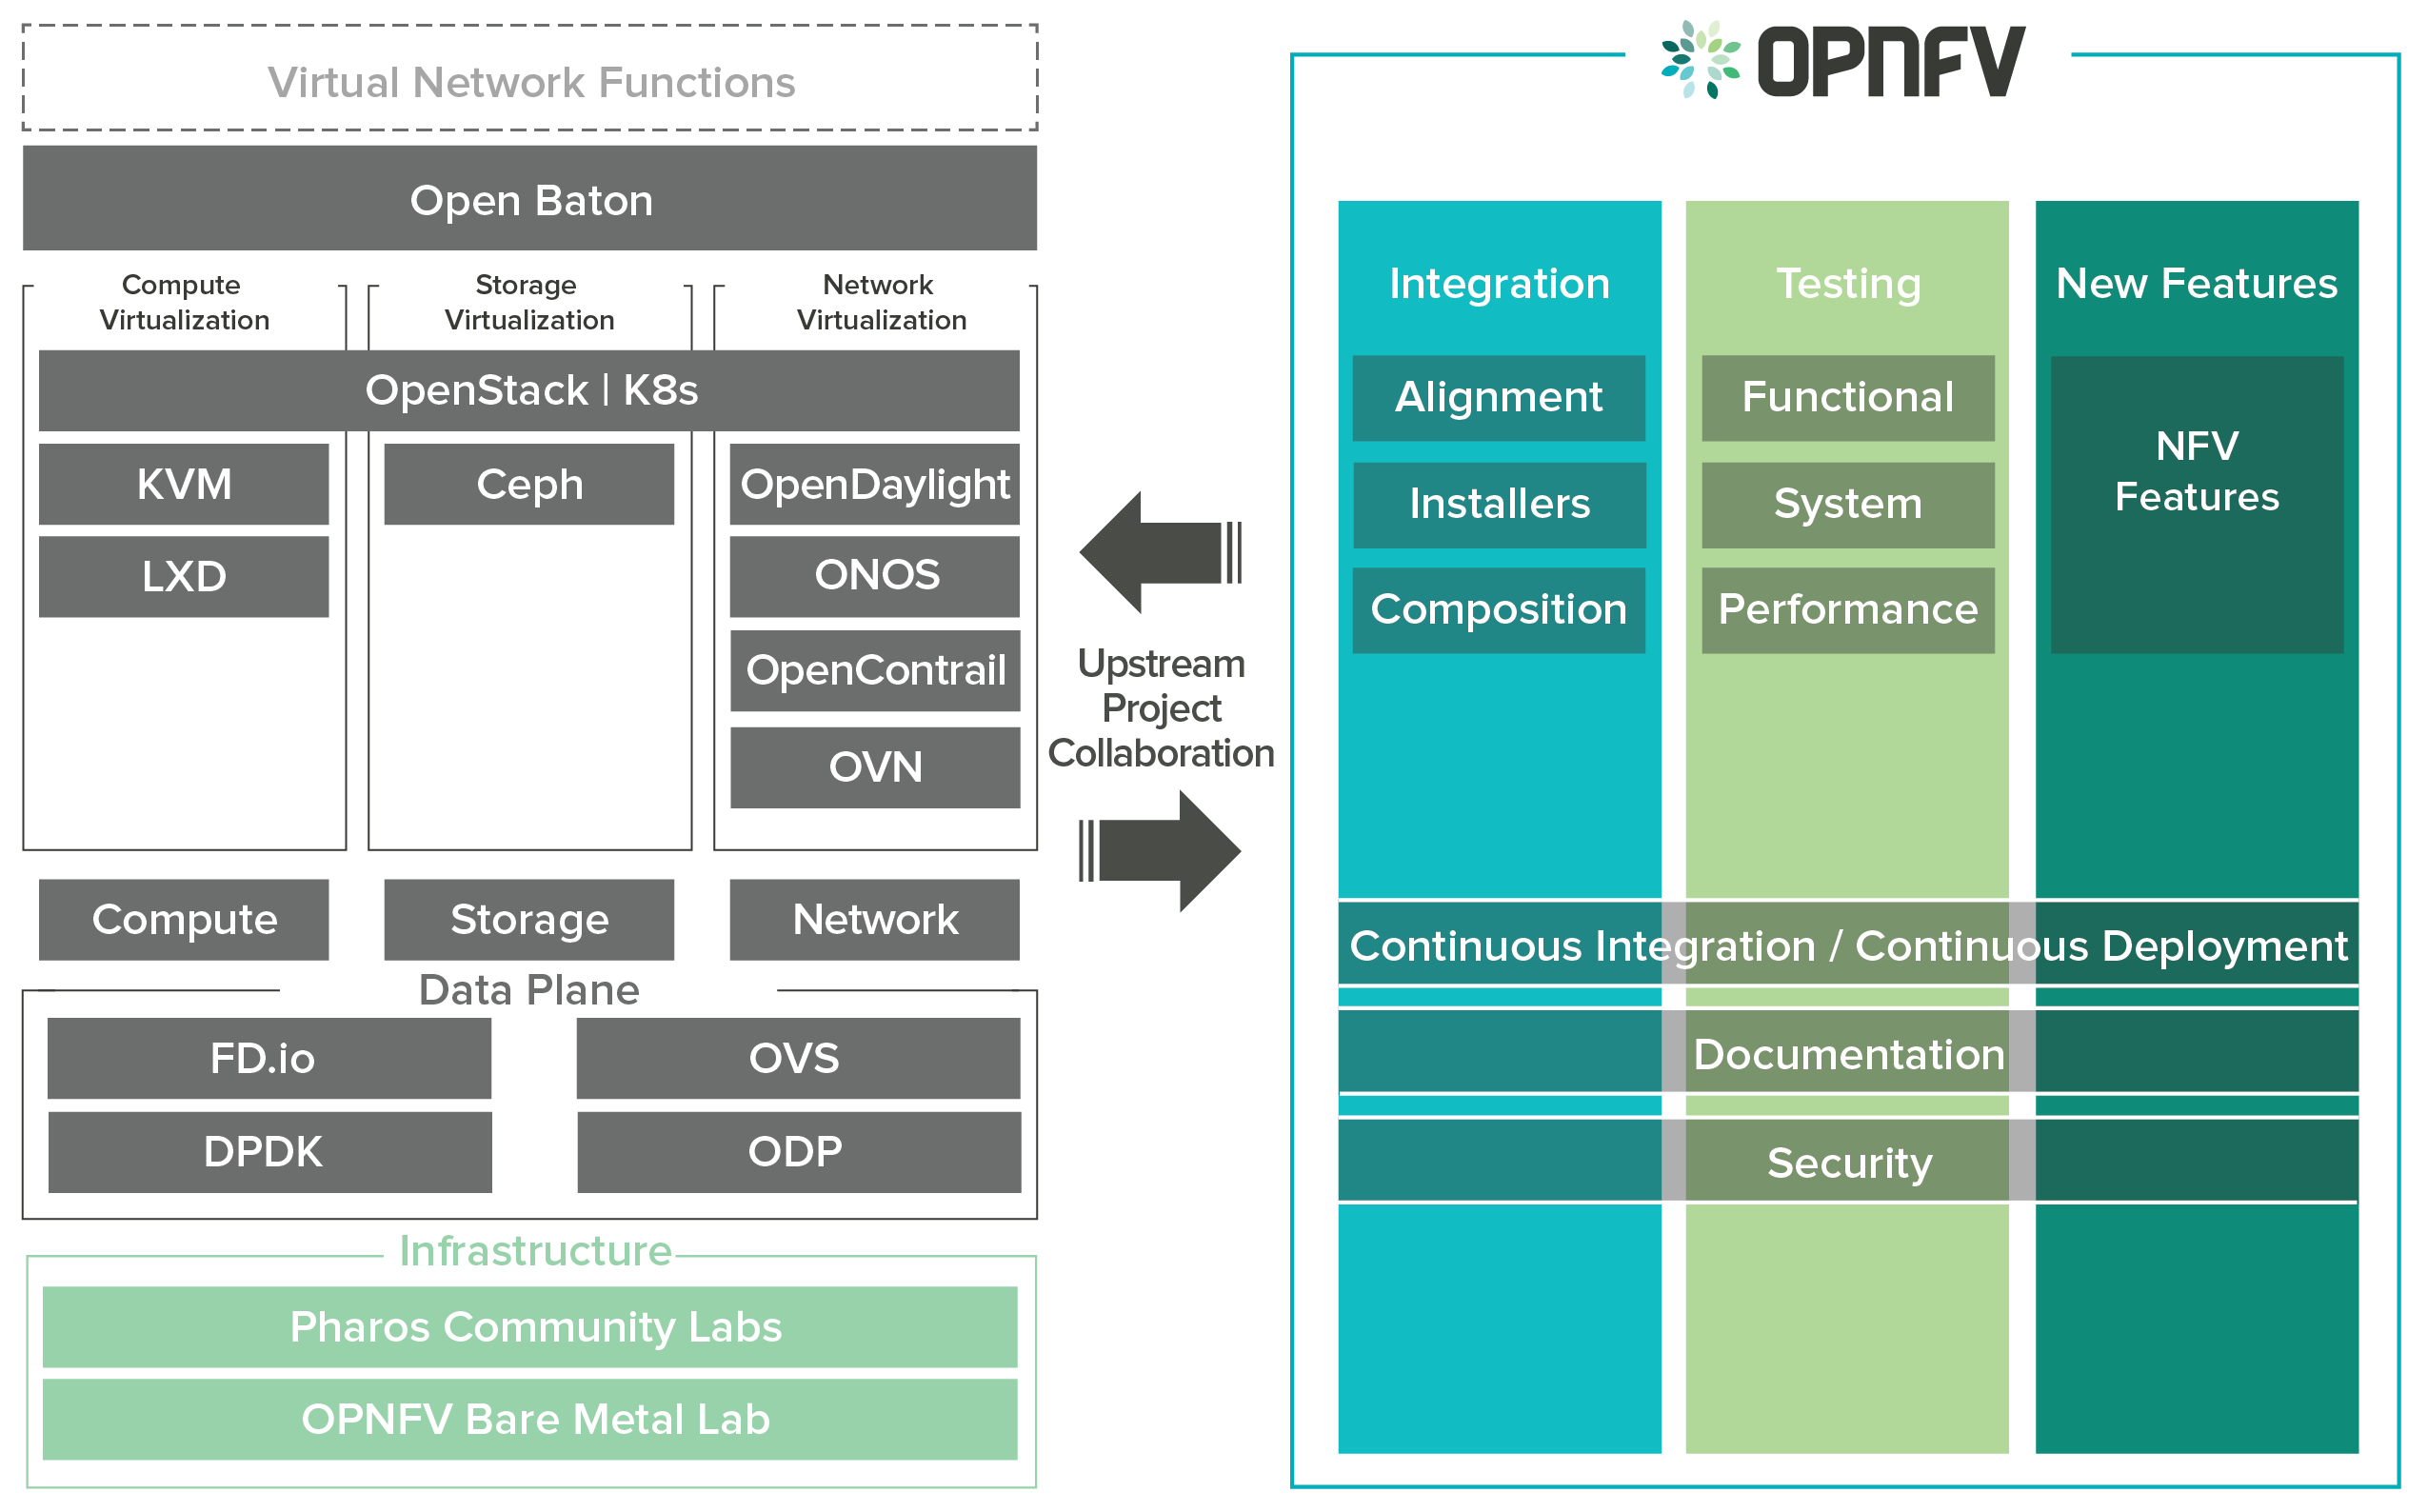 Virtual Network Functions
Open Baton
Compute
Virtualization
Storage
Virtualization
Network
Virtualization
OpenStack | K8s
KVM
Ceph
OpenDaylight
LXD
ONOS
OpenContrail
OVN
Compute
Storage
Network
Data Plane
FD.io
OVS
DPDK
ODP
Infrastructure
Pharos Community Labs
OPNFV Bare Metal Lab
Upstream
Project
Collaboration
OPNFV
Integration
Testing
New Features
Alignment
Functional
NFV
Features
Installers
System
Composition
Performance
Continuous Integration / Continuous Deployment
Documentation
Security